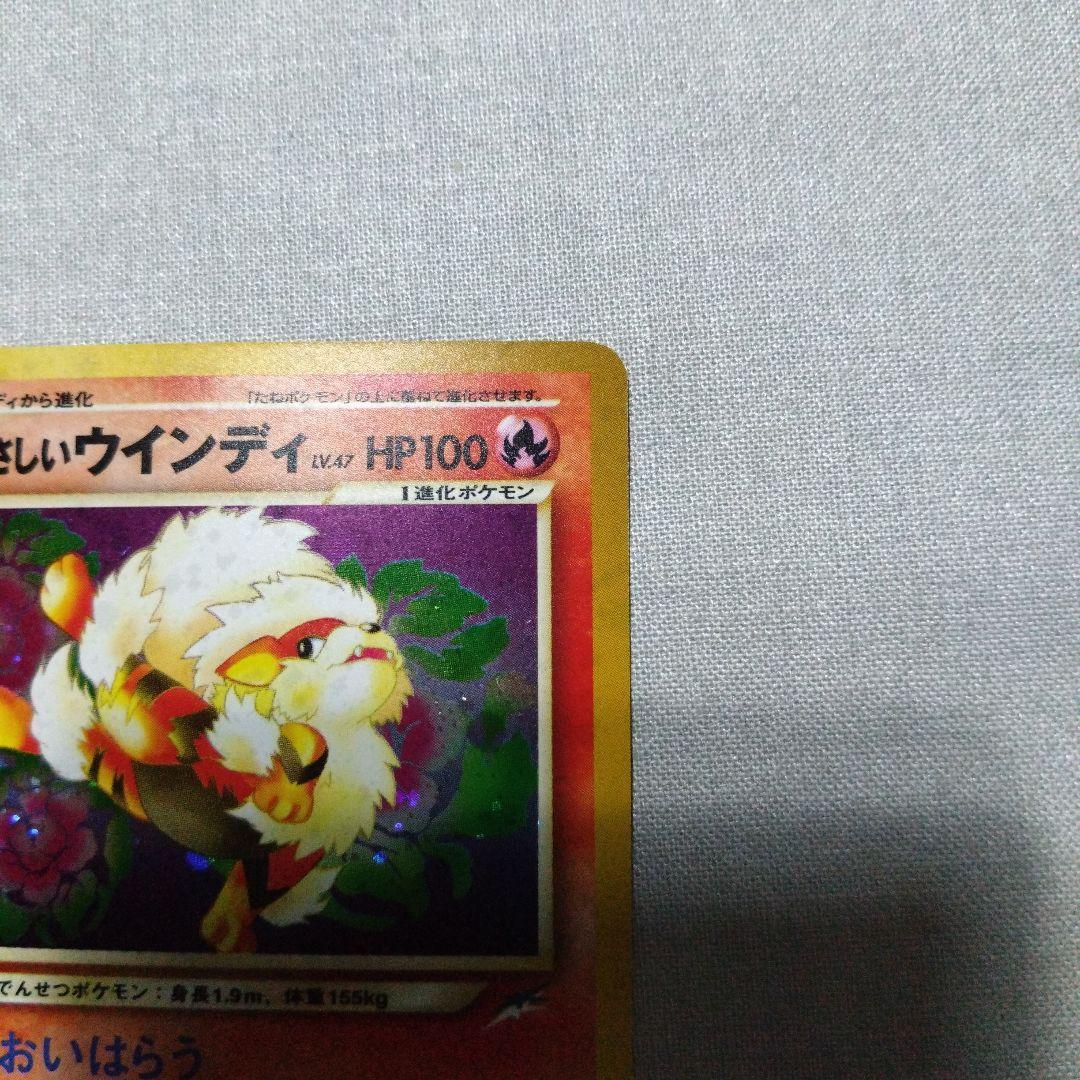 ディから進化
「たねポケモン」の上に重ねて進化させます。
さしいウインディ LV.47 HP100
1進化ポケモン
でんせつポケモン：身長1.9m、体重155kg
おいはらう